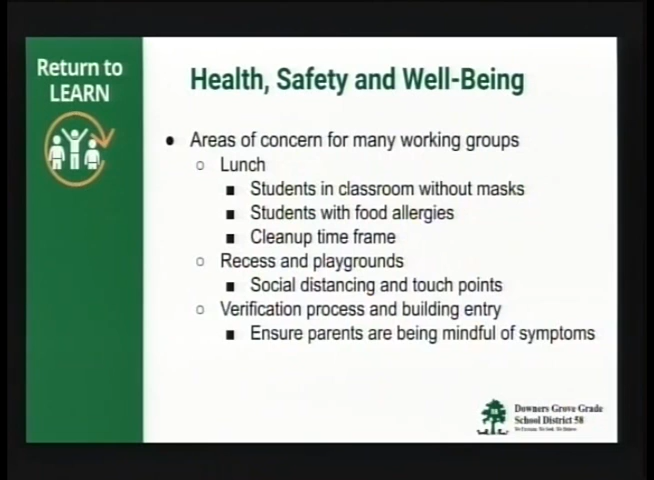 Return to
LEARN
Health, Safety and Well-Being
● Areas of concern for many working groups
○ Lunch
■ Students in classroom without masks
■ Students with food allergies
■ Cleanup time frame
○ Recess and playgrounds
■ Social distancing and touch points
○ Verification process and building entry
■ Ensure parents are being mindful of symptoms
Downers Grove Grade
School District 58